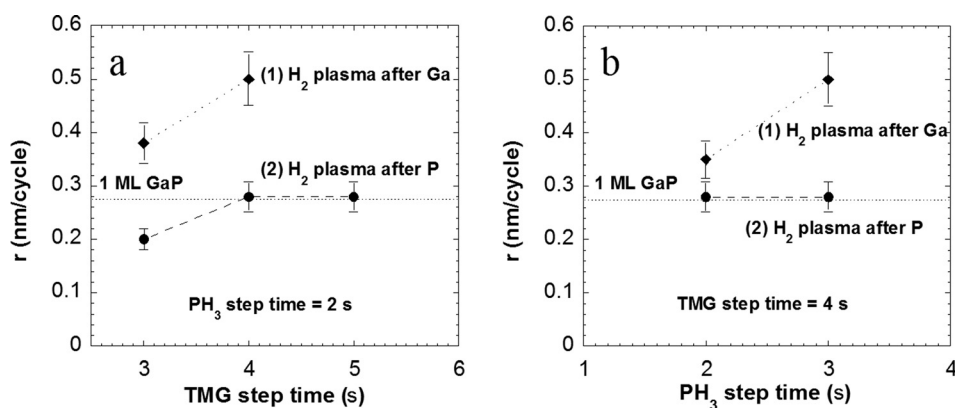 a
r (nm/cycle)
0.6
0.5
0.4
0.3
0.2
0.1
0
(1) H₂ plasma after Ga
(2) H₂ plasma after P
1 ML GaP
PH₃ step time = 2 s
3 4 5 6
TMG step time (s)
b
r (nm/cycle)
0.6
0.5
0.4
0.3
0.2
0.1
0
(1) H₂ plasma after Ga
1 ML GaP
(2) H₂ plasma after P
TMG step time = 4 s
1 2 3 4
PH₃ step time (s)